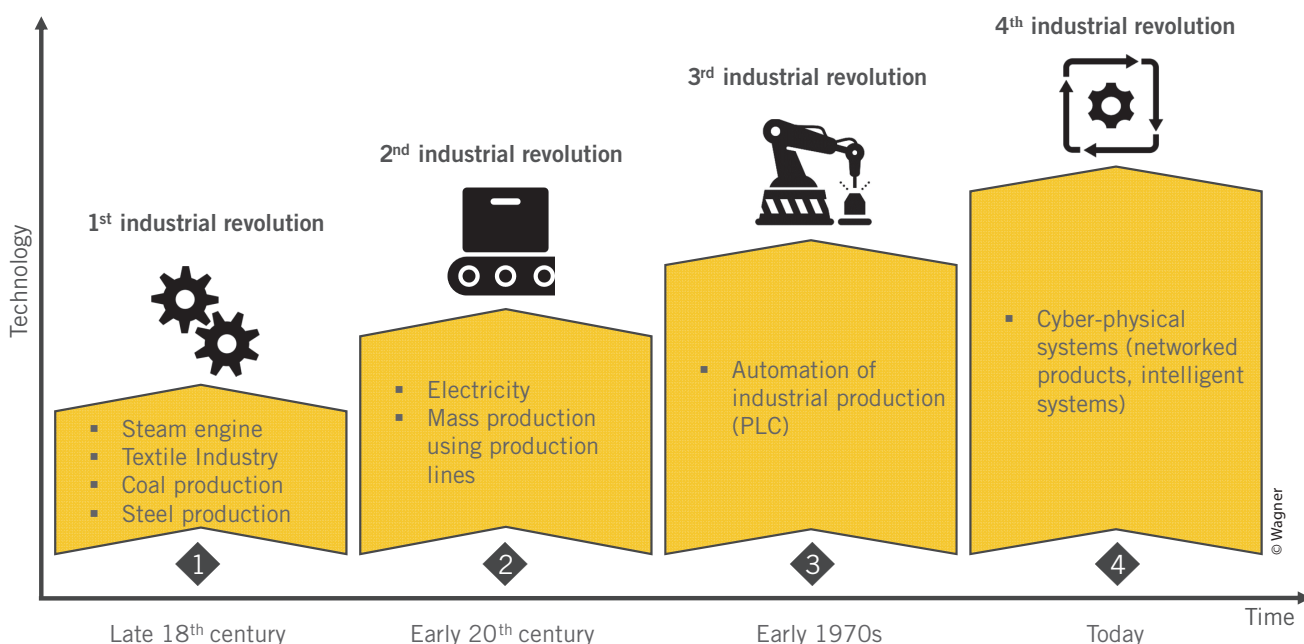 4th industrial revolution
3rd industrial revolution
2nd industrial revolution
1st industrial revolution
Technology
▪ Steam engine
▪ Textile Industry
▪ Coal production
▪ Steel production
▪ Electricity
▪ Mass production
using production
lines
▪ Automation of
industrial production
(PLC)
▪ Cyber-physical
systems (networked
products, intelligent
systems)
© Wagner
1
2
3
4
Time
Late 18th century
Early 20th century
Early 1970s
Today